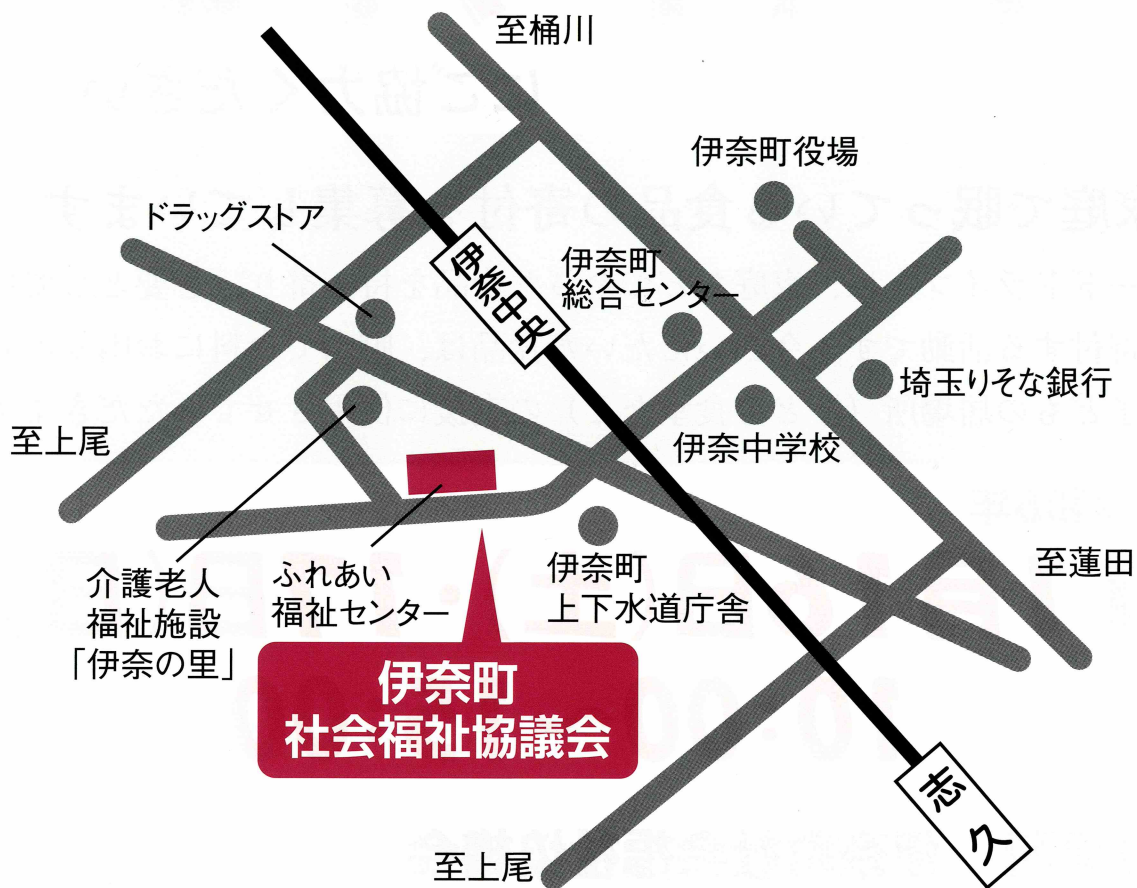 至桶川
伊奈町役場
ドラッグストア
伊奈中央
伊奈町
総合センター
埼玉りそな銀行
至上尾
伊奈中学校
介護老人
福祉施設
「伊奈の里」
ふれあい
福祉センター
伊奈町
上下水道庁舎
至蓮田
伊奈町
社会福祉協議会
志久
至上尾